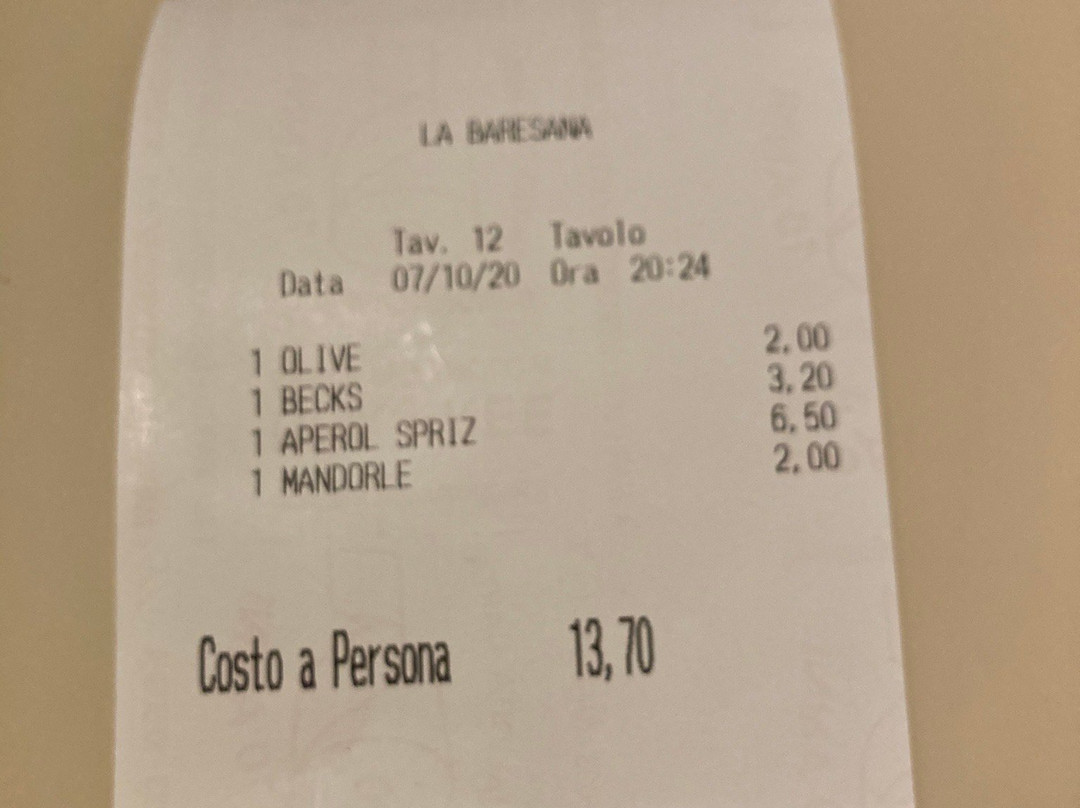 LA BARESANA
Tav. 12 Tavolo
Data 07/10/20 Ora 20:24
1 OLIVE 2,00
1 BECKS 3,20
1 APEROL SPRIZ 6,50
1 MANDORLE 2,00
Costo a Persona 13,70